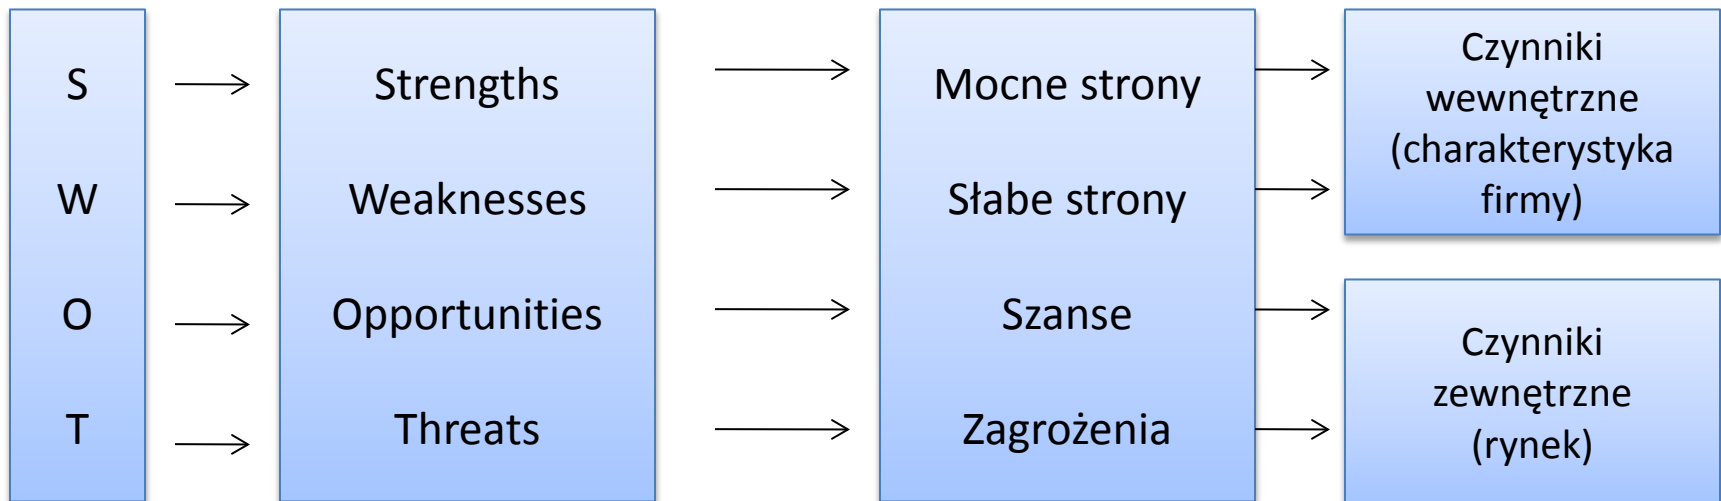 S
Strengths
Mocne strony
W
Weaknesses
Słabe strony
O
Opportunities
Szanse
T
Threats
Zagrożenia
Czynniki
wewnętrzne
(charakterystyka
firmy)
Czynniki
zewnętrzne
(rynek)